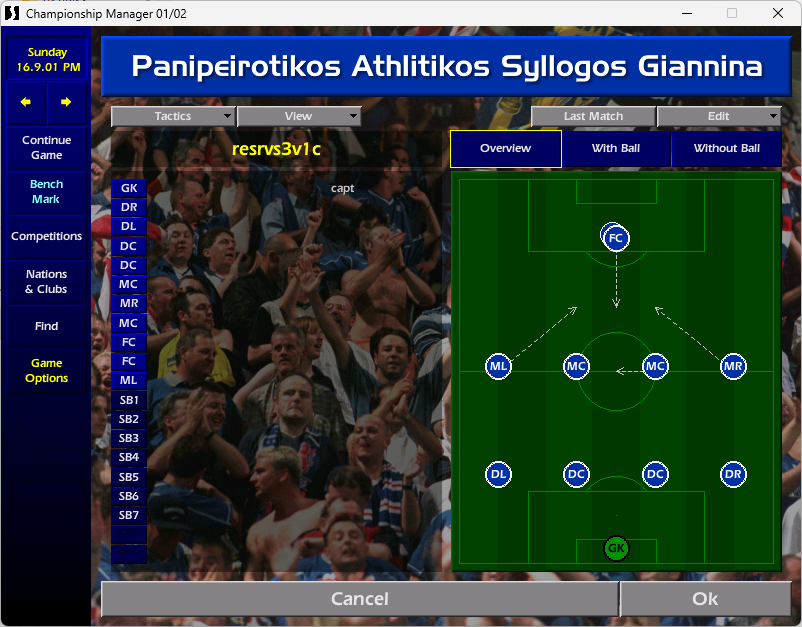 Championship Manager 01/02
Sunday
16.9.01 PM
Continue
Game
Bench
Mark
Competitions
Nations
& Clubs
Find
Game
Options
Panipeirotikos Athlitikos Syllogos Giannina
Tactics
View
Last Match
Edit
resrvs3v1c
Overview
With Ball
Without Ball
GK
capt
DR
DL
DC
DC
MC
MR
MC
FC
FC
ML
SB1
SB2
SB3
SB4
SB5
SB6
SB7
FC
ML
MC
MC
MR
DL
DC
DC
DR
GK
Cancel
Ok